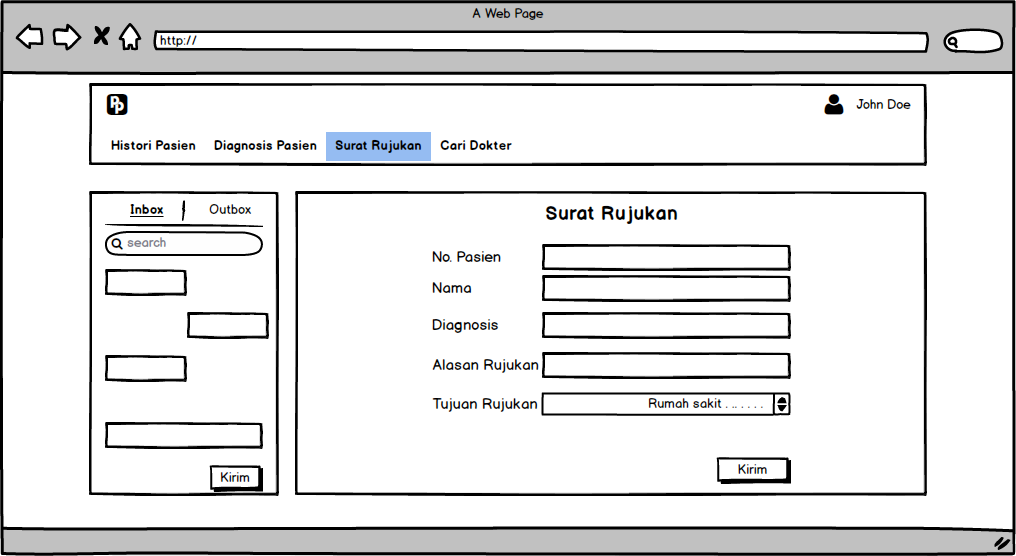 A Web Page
http://
Pp
John Doe
Histori Pasien Diagnosis Pasien Surat Rujukan Cari Dokter
Inbox Outbox
search
Kirim
Surat Rujukan
No. Pasien
Nama
Diagnosis
Alasan Rujukan
Tujuan Rujukan Rumah sakit . .. . . . .
Kirim